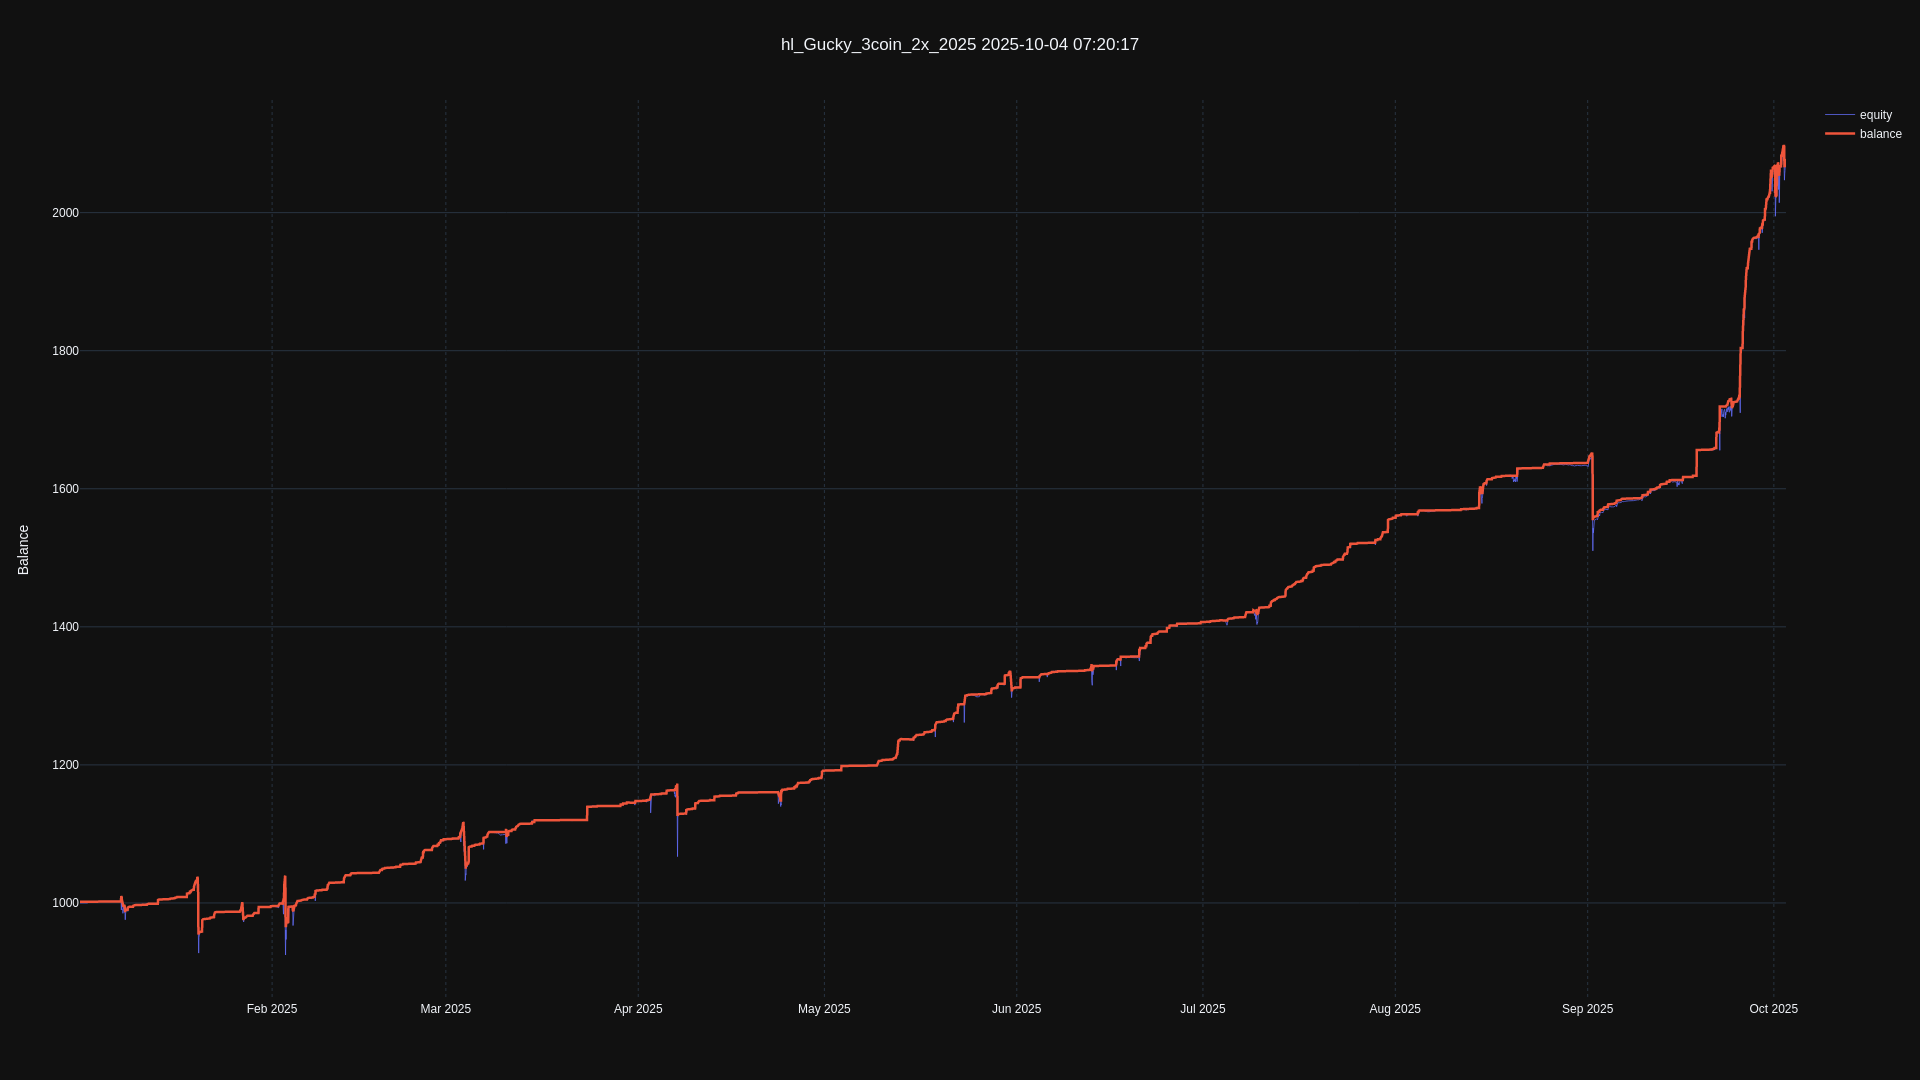 hl_Gucky_3coin_2x_2025 2025-10-04 07:20:17
equity
balance
Balance
2000
1800
1600
1400
1200
1000
Feb 2025
Mar 2025
Apr 2025
May 2025
Jun 2025
Jul 2025
Aug 2025
Sep 2025
Oct 2025